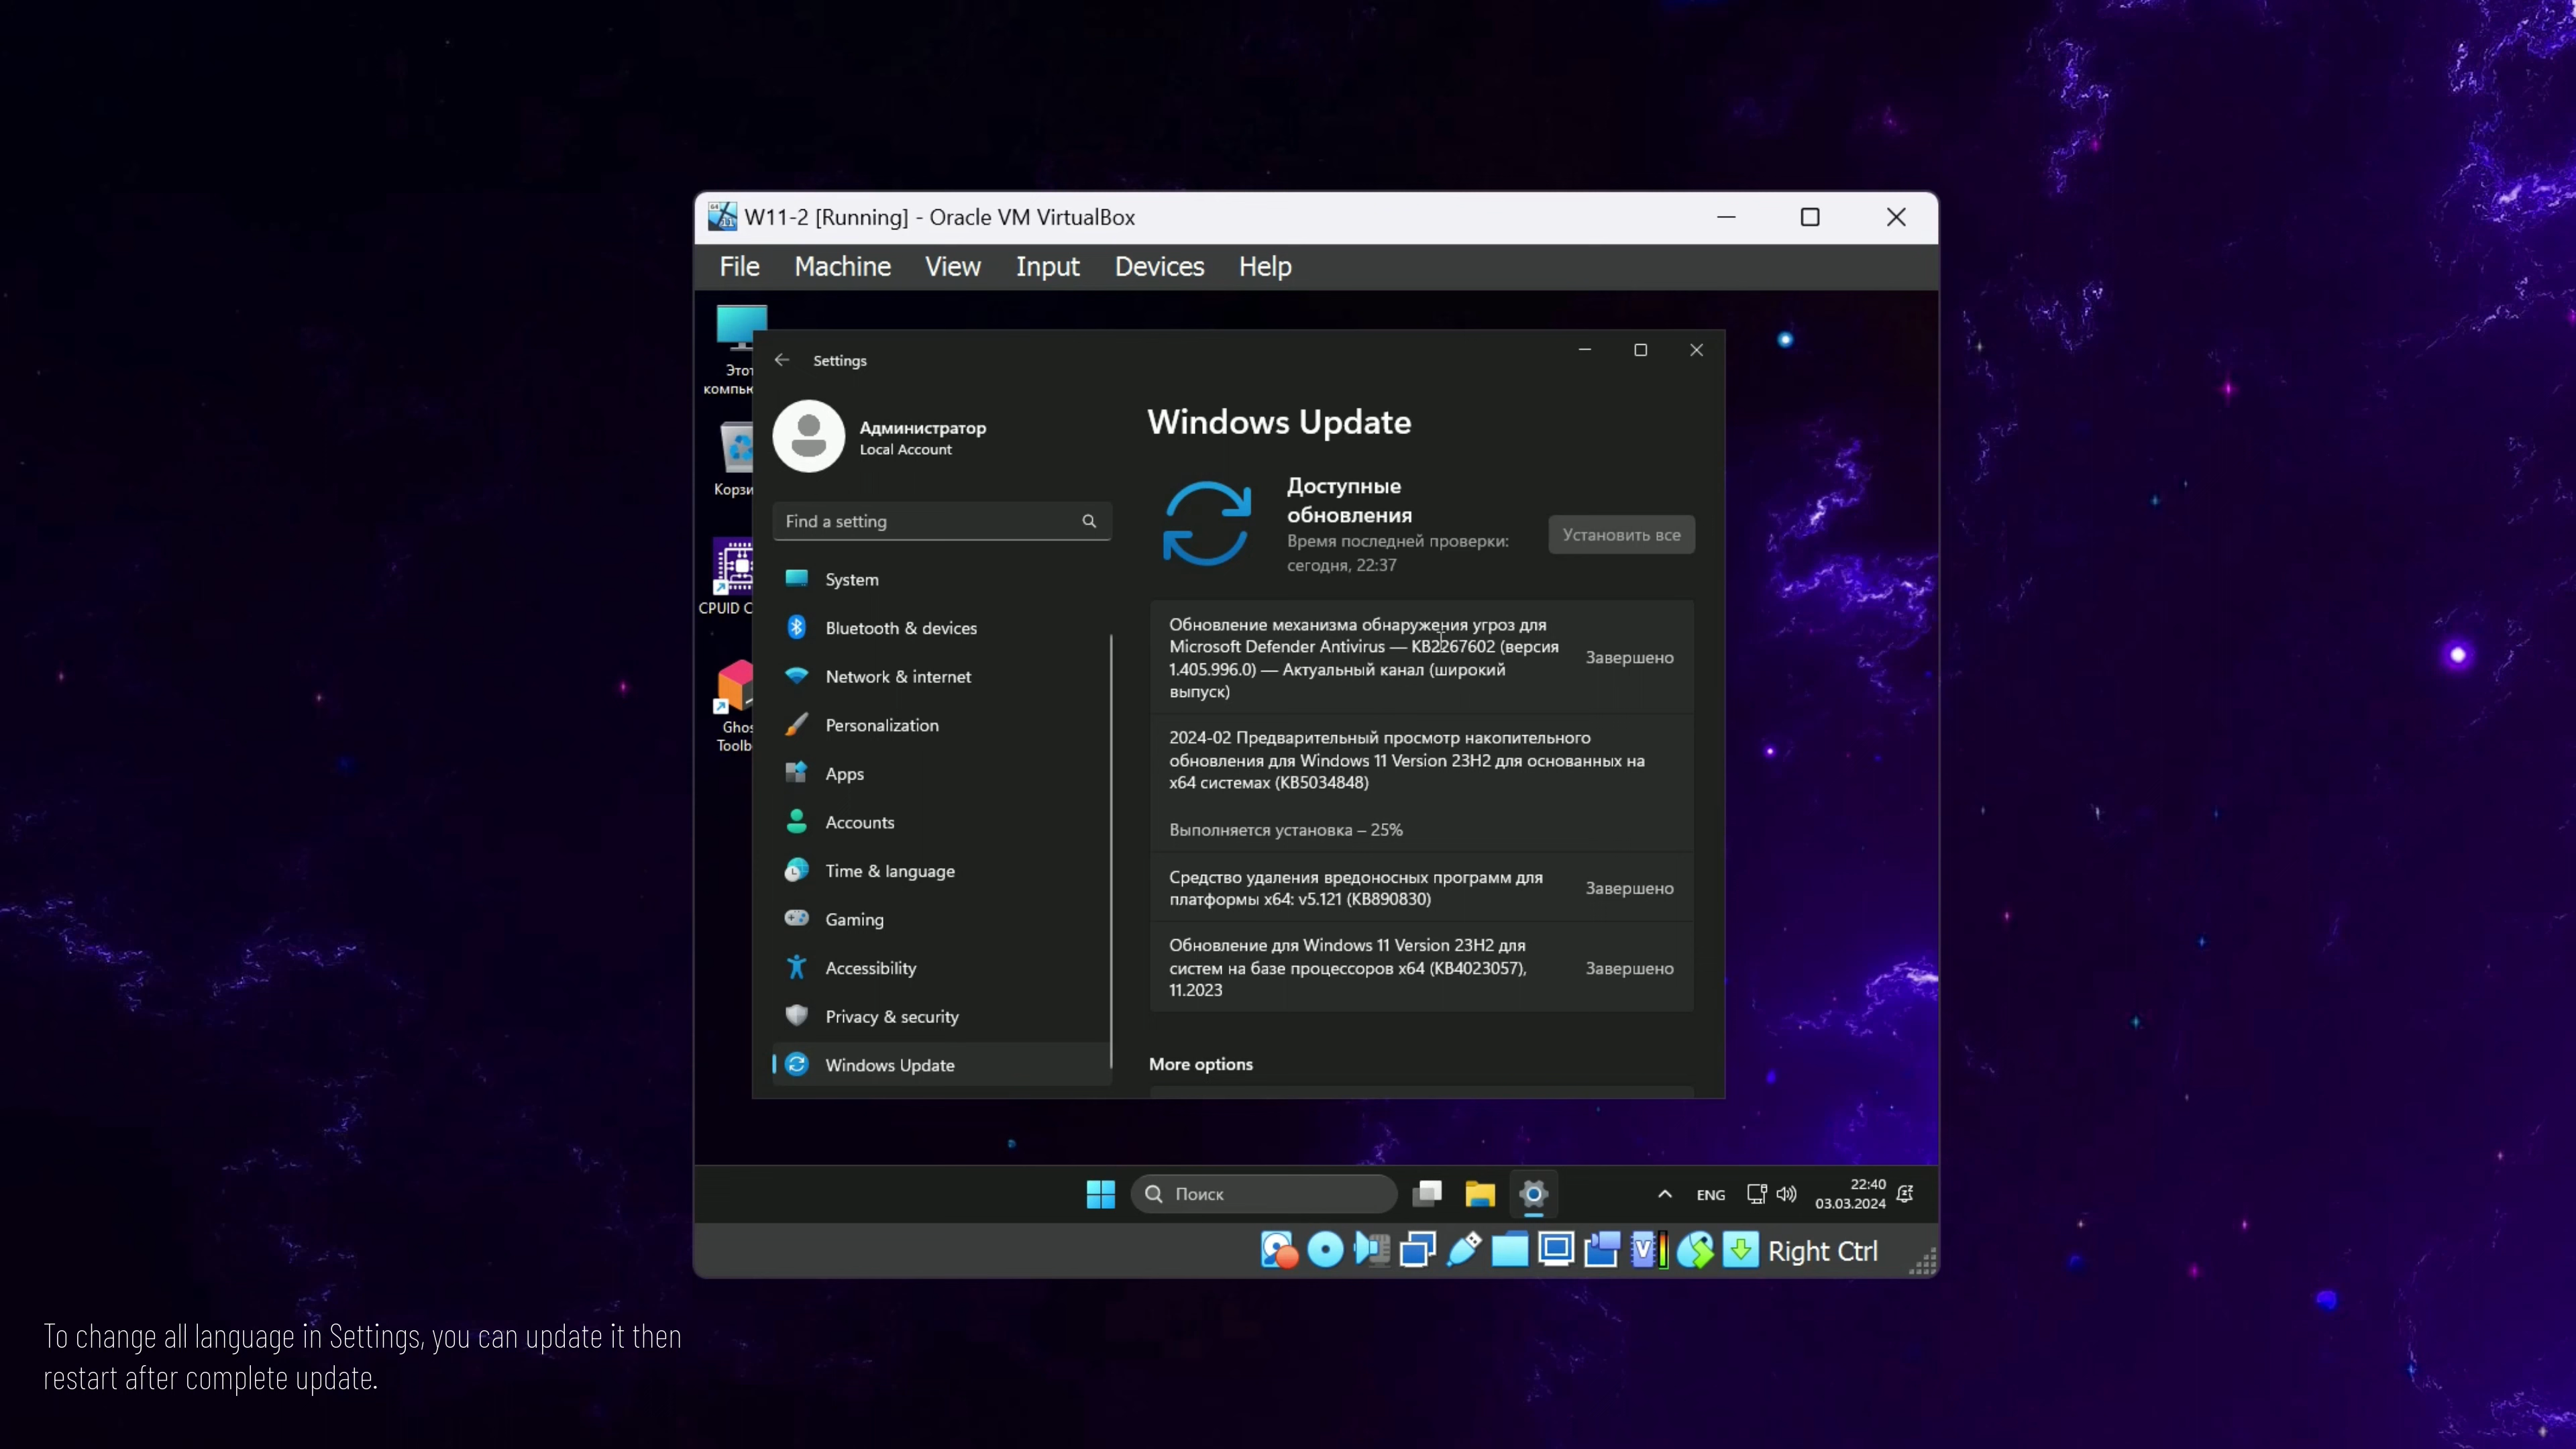 W11-2 [Running] - Oracle VM VirtualBox
File Machine View Input Devices Help
Settings
Администратор
Local Account
Find a setting
System
Bluetooth & devices
Network & internet
Personalization
Apps
Accounts
Time & language
Gaming
Accessibility
Privacy & security
Windows Update
Windows Update
Доступные
обновления
Время последней проверки:
сегодня, 22:37
Установить все
Обновление механизма обнаружения угроз для
Microsoft Defender Antivirus — KB2267602 (версия
1.405.996.0) — Актуальный канал (широкий
выпуск)
Завершено
2024-02 Предварительный просмотр накопительного
обновления для Windows 11 Version 23H2 для основанных на
x64 системах (KB5034848)
Выполняется установка – 25%
Средство удаления вредоносных программ для
платформы x64: v5.121 (KB890830)
Завершено
Обновление для Windows 11 Version 23H2 для
систем на базе процессоров x64 (KB4023057),
11.2023
Завершено
More options
Этот
компь
Корзи
CPUID C
Ghos
Toolb
Поиск
ENG
22:40
03.03.2024
Right Ctrl
To change all language in Settings, you can update it then
restart after complete update.